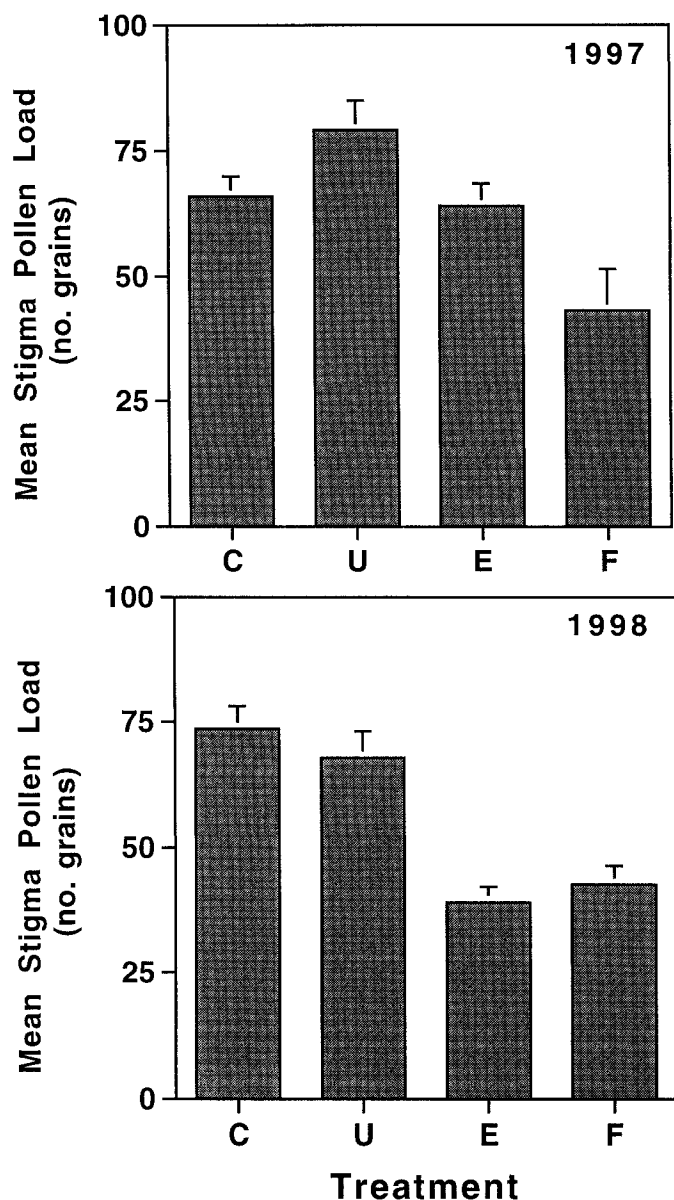 100
1997
75
50
25
0
Mean Stigma Pollen Load
(no. grains)
C U E F
100
1998
75
50
25
0
Mean Stigma Pollen Load
(no. grains)
C U E F
Treatment